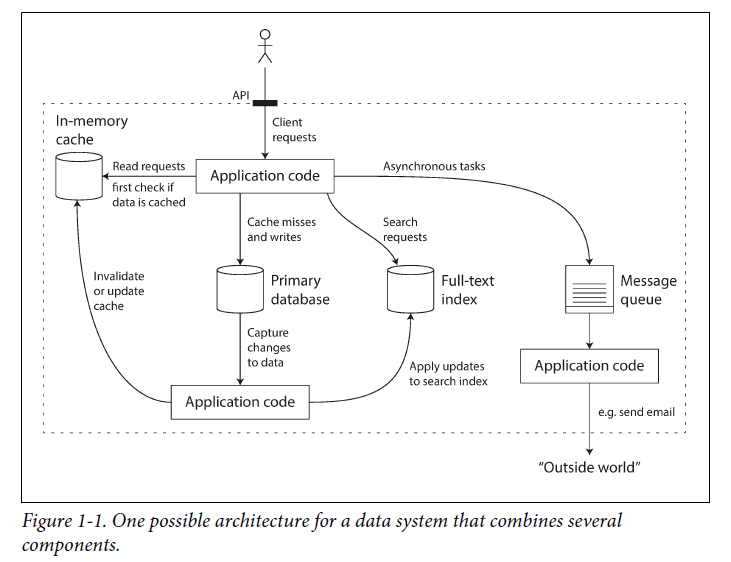 API
Client
requests
In-memory
cache
Read requests
first check if
data is cached
Application code
Asynchronous tasks
Cache misses
and writes
Search
requests
Invalidate
or update
cache
Primary
database
Full-text
index
Message
queue
Capture
changes
to data
Apply updates
to search index
Application code
Application code
e.g. send email
“Outside world”
Figure 1-1. One possible architecture for a data system that combines several
components.